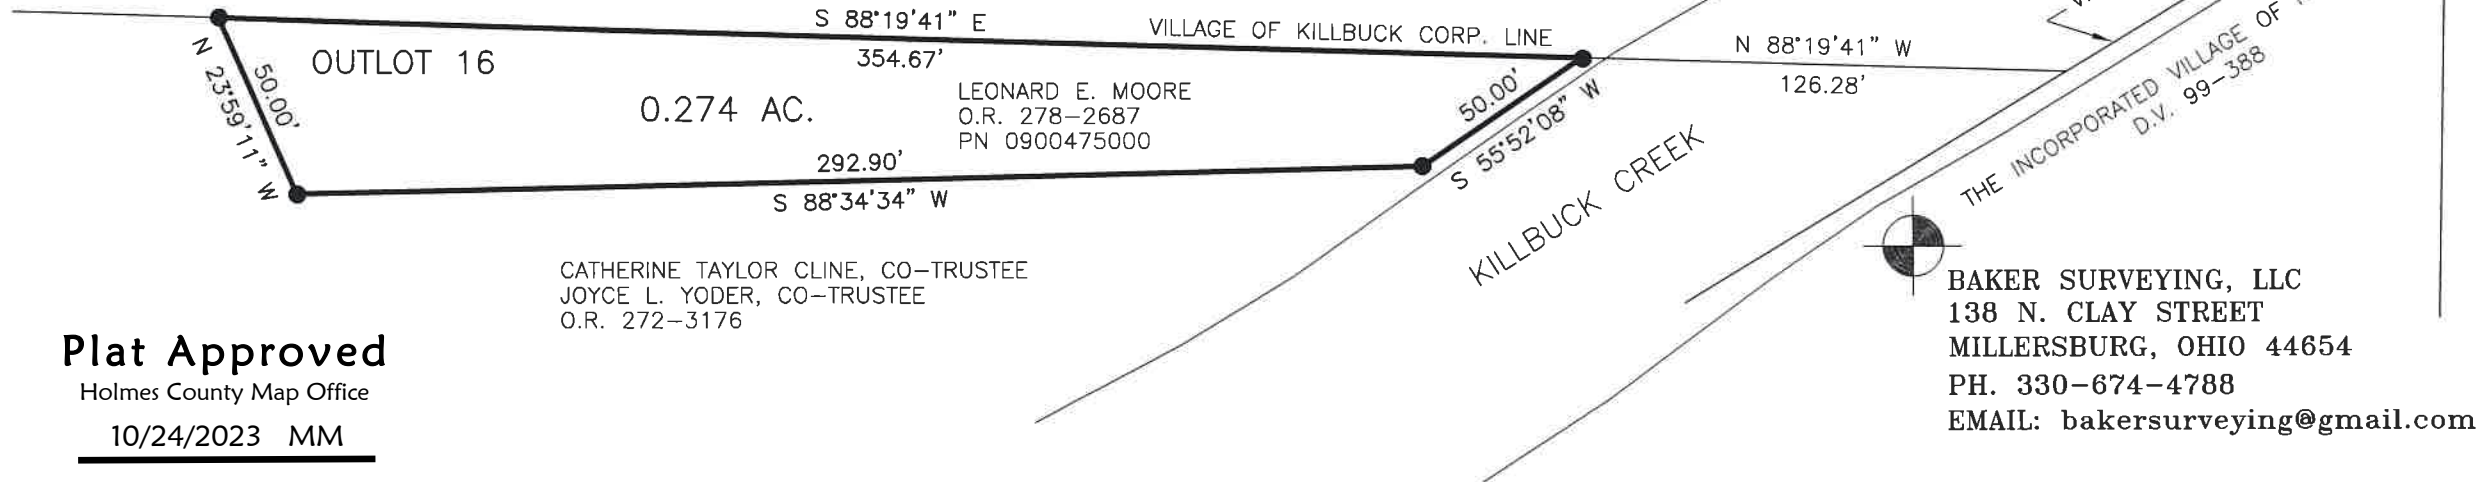 S 88°19'41" E
354.67'
VILLAGE OF KILLBUCK CORP. LINE
N 88°19'41" W
126.28'
N 23°59'11" W
50.00'
OUTLOT 16
0.274 AC.
LEONARD E. MOORE
O.R. 278-2687
PN 0900475000
50.00'
S 55°52'08" W
292.90'
S 88°34'34" W
KILLBUCK CREEK
THE INCORPORATED VILLAGE OF
D.V. 99-388
CATHERINE TAYLOR CLINE, CO-TRUSTEE
JOYCE L. YODER, CO-TRUSTEE
O.R. 272-3176
Plat Approved
Holmes County Map Office
10/24/2023 MM
BAKER SURVEYING, LLC
138 N. CLAY STREET
MILLERSBURG, OHIO 44654
PH. 330-674-4788
EMAIL: bakersurveying@gmail.com